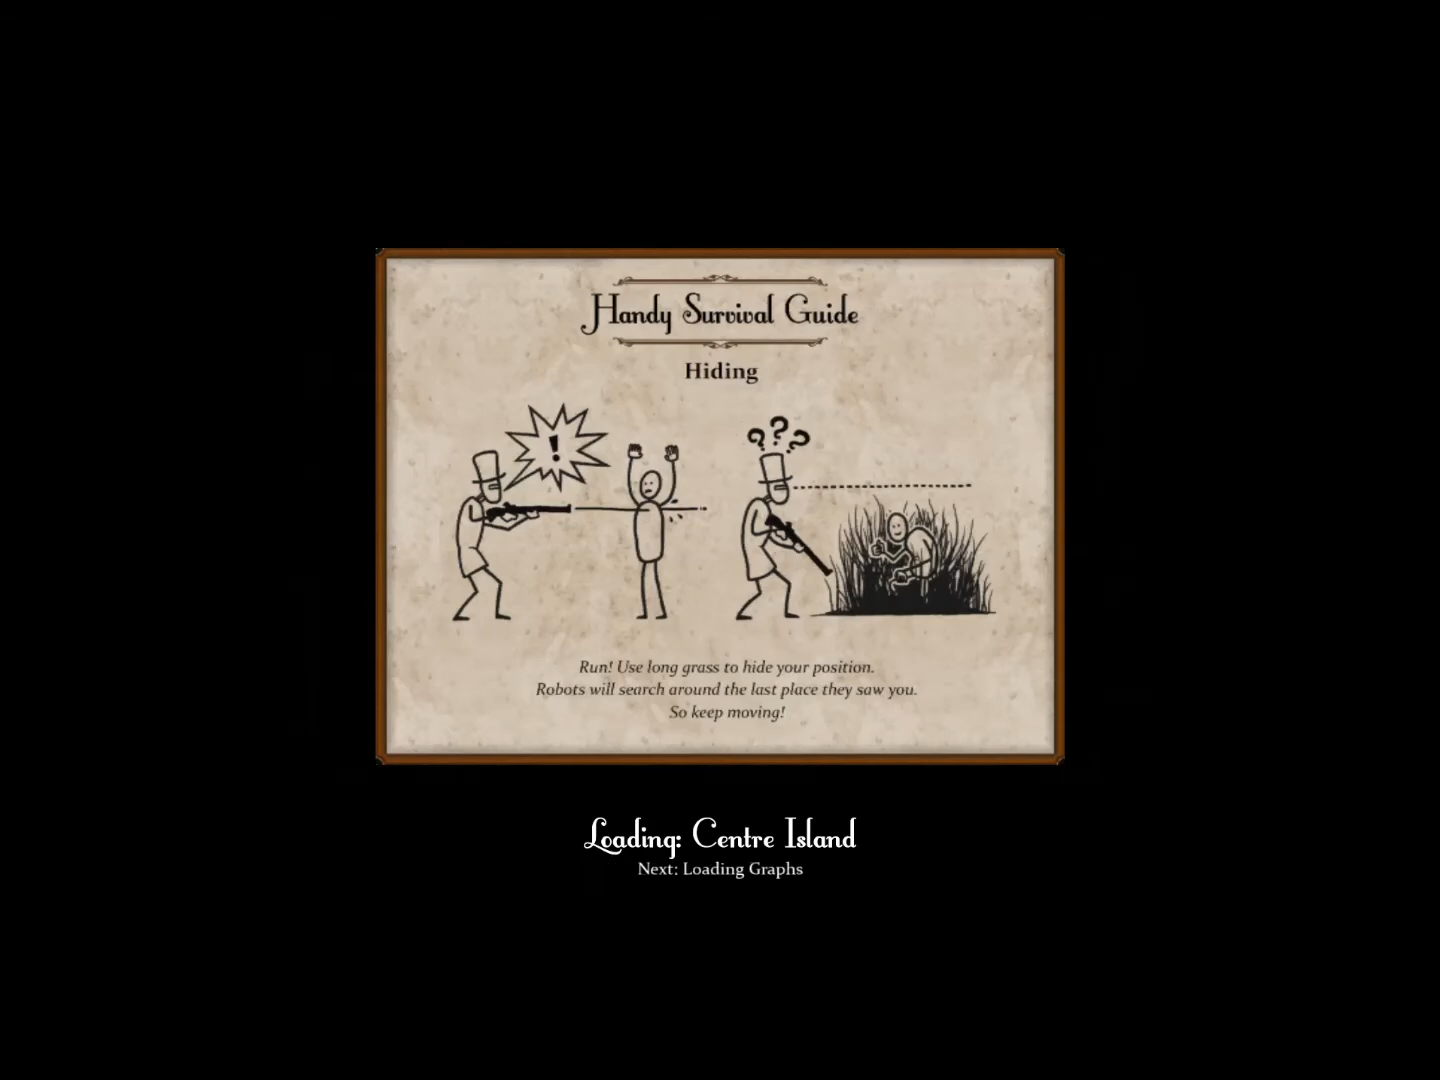 Handy Survival Guide
Hiding
!
? ? ?
Run! Use long grass to hide your position.
Robots will search around the last place they saw you.
So keep moving!
Loading: Centre Island
Next: Loading Graphs